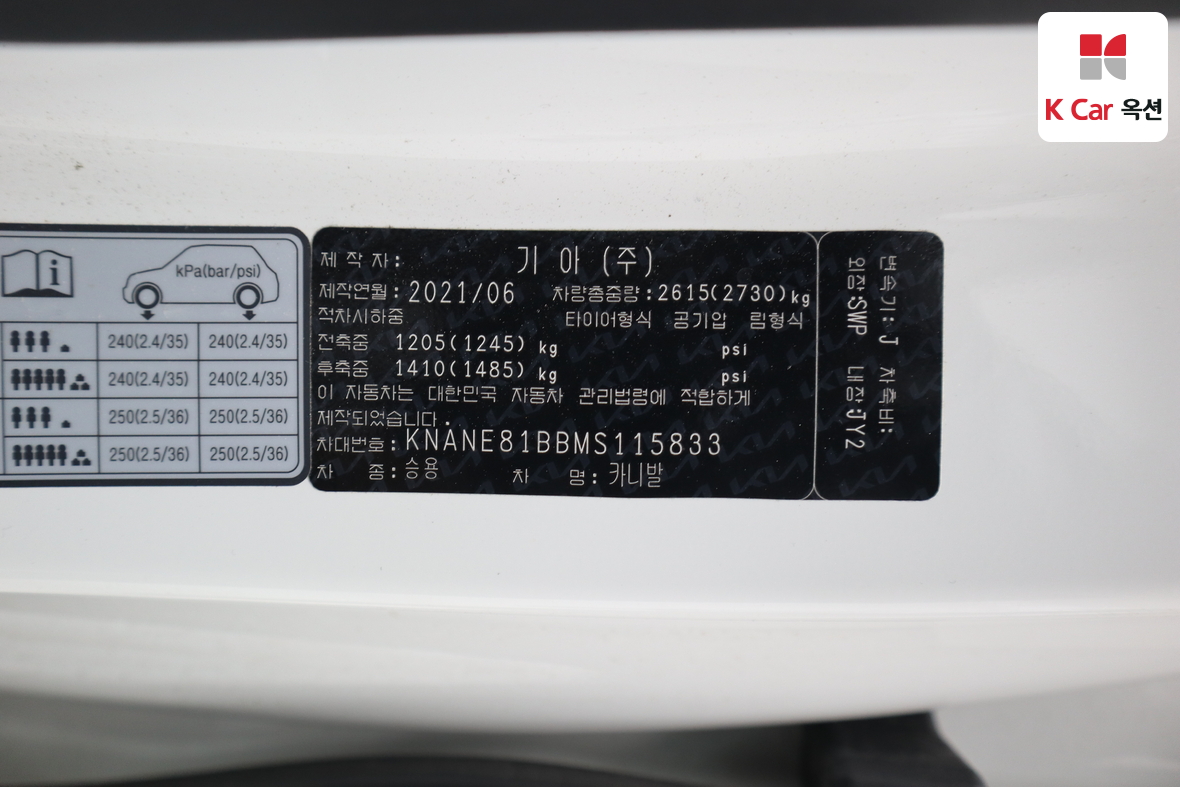 K Car 옥션
kPa(bar/psi)
240(2.4/35) 240(2.4/35)
240(2.4/35) 240(2.4/35)
250(2.5/36) 250(2.5/36)
250(2.5/36) 250(2.5/36)
제 작 자 : 기 아 (주)
제작연월 : 2021/06 차량총중량 : 2615(2730)kg
적차시하중 타이어형식 공기압 림형식
전축중 1205(1245) kg psi
후축중 1410(1485) kg psi
이 자동차는 대한민국 자동차 관리법령에 적합하게
제작되었습니다.
차대번호 : KNANE81BBMS115833
차 종 : 승용 차 명 : 카니발
변속기: J 차축비:
외장:SWP 내장:JY2